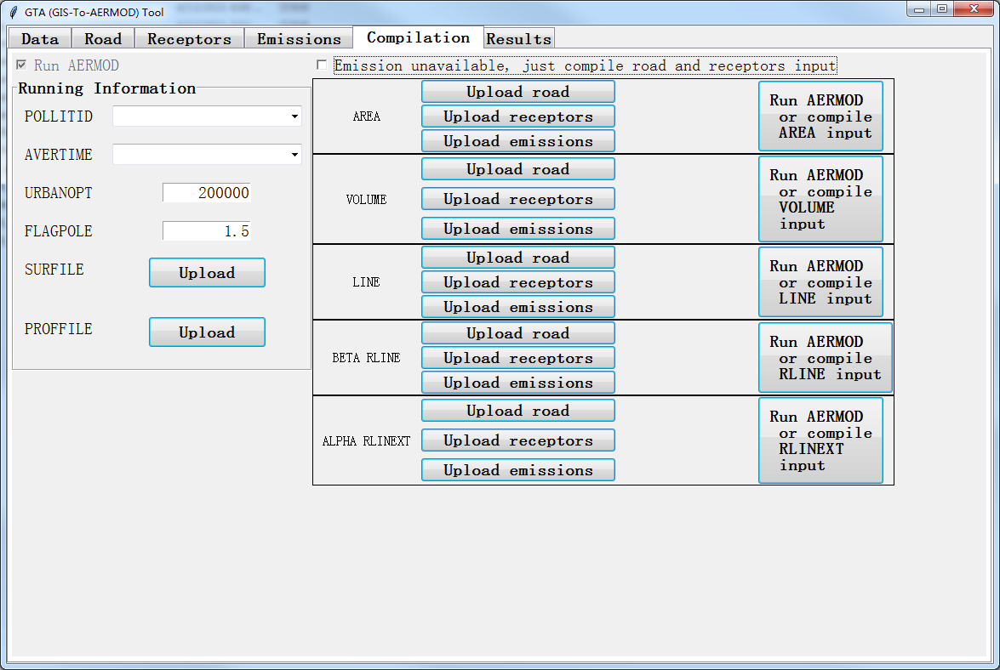 GTA (GIS-To-AERMOD) Tool
Data Road Receptors Emissions Compilation Results
Run AERMOD
Emission unavailable, just compile road and receptors input
Running Information
POLLITID
AVERTIME
URBANOPT 200000
FLAGPOLE 1.5
SURFILE Upload
PROFFILE Upload
AREA
Upload road
Upload receptors
Upload emissions
Run AERMOD
or compile
AREA input
VOLUME
Upload road
Upload receptors
Upload emissions
Run AERMOD
or compile
VOLUME
input
LINE
Upload road
Upload receptors
Upload emissions
Run AERMOD
or compile
LINE input
BETA RLINE
Upload road
Upload receptors
Upload emissions
Run AERMOD
or compile
RLINE input
ALPHA RLINEXT
Upload road
Upload receptors
Upload emissions
Run AERMOD
or compile
RLINEXT
input